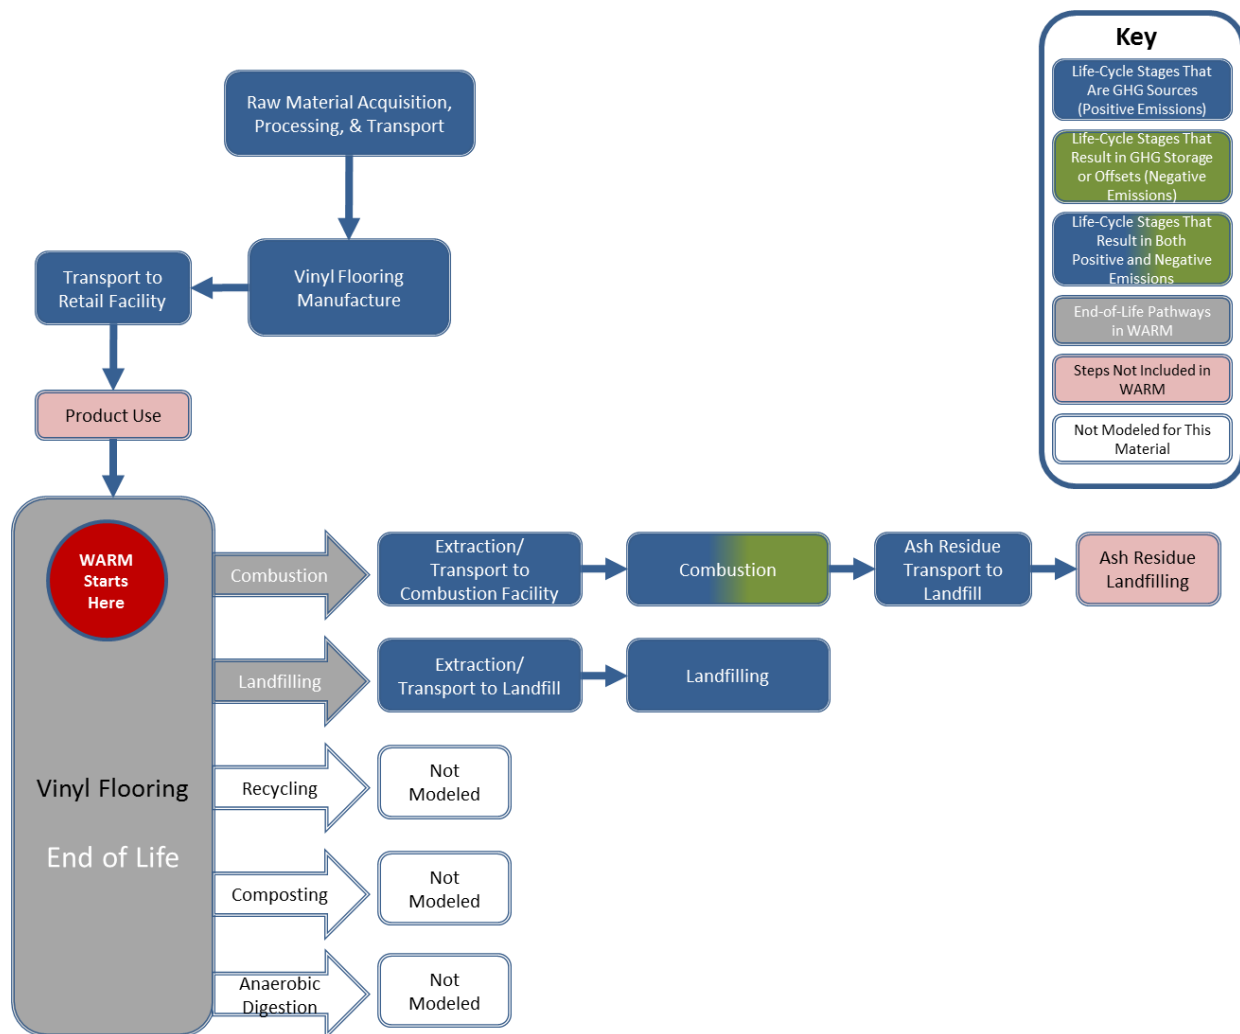 Key
Life-Cycle Stages That
Are GHG Sources
(Positive Emissions)
Life-Cycle Stages That
Result in GHG Storage
or Offsets (Negative
Emissions)
Life-Cycle Stages That
Result in Both
Positive and Negative
Emissions
End-of-Life Pathways
in WARM
Steps Not Included in
WARM
Not Modeled for This
Material
Raw Material Acquisition,
Processing, & Transport
Vinyl Flooring
Manufacture
Transport to
Retail Facility
Product Use
WARM
Starts
Here
Vinyl Flooring
End of Life
Combustion
Extraction/
Transport to
Combustion Facility
Combustion
Ash Residue
Transport to
Landfill
Ash Residue
Landfilling
Landfilling
Extraction/
Transport to Landfill
Landfilling
Recycling
Not
Modeled
Composting
Not
Modeled
Anaerobic
Digestion
Not
Modeled